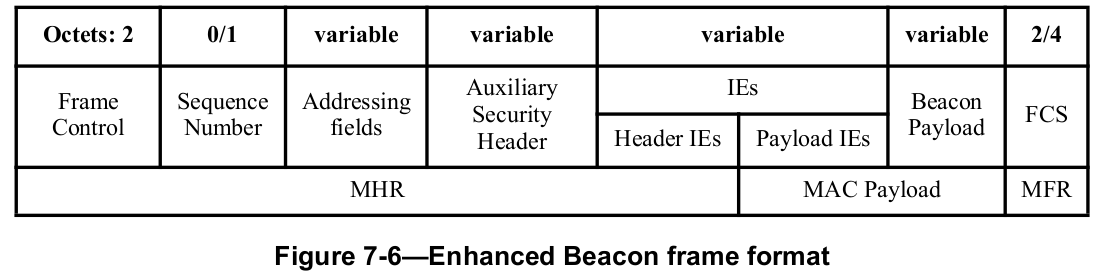 Octets: 2 0/1 variable variable variable variable 2/4
Frame Control Sequence Number Addressing fields Auxiliary Security Header IEs Beacon Payload FCS
Header IEs Payload IEs
MHR MAC Payload MFR
Figure 7-6—Enhanced Beacon frame format